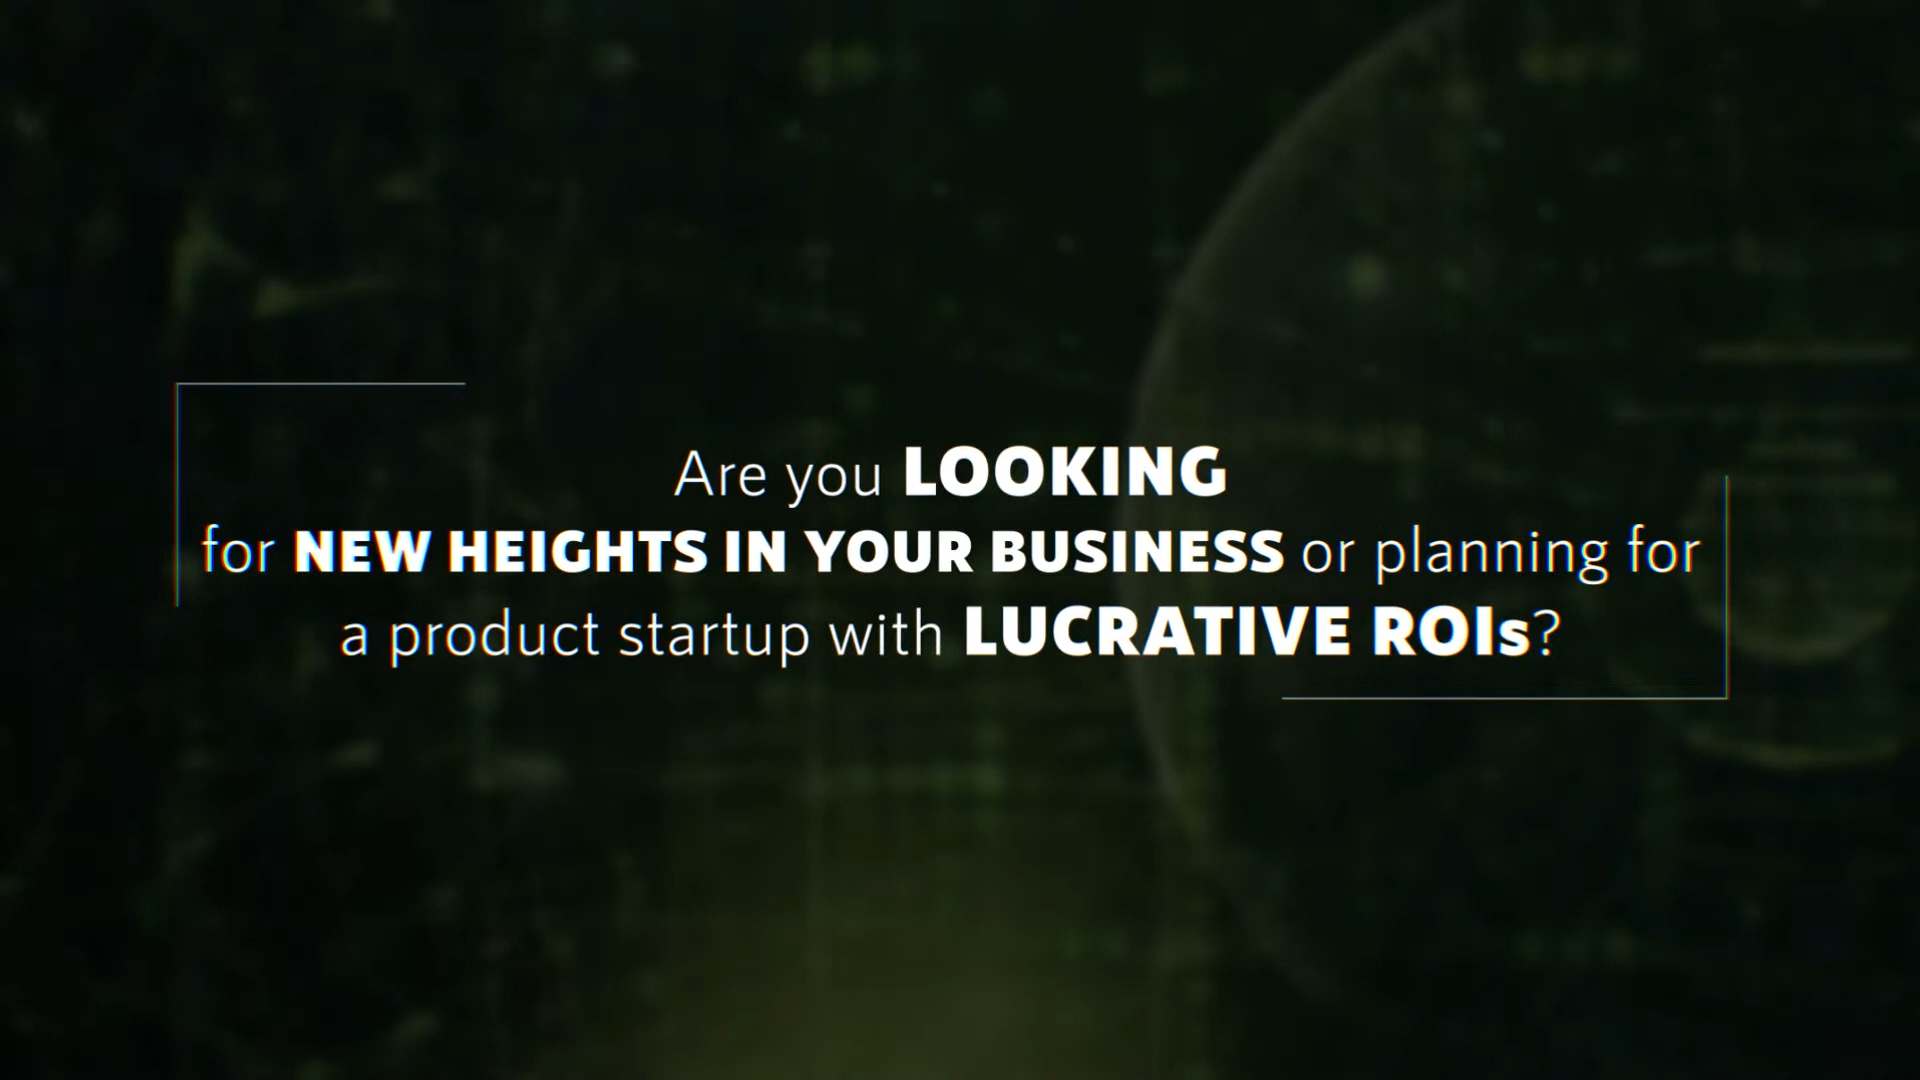 Are you LOOKING
for NEW HEIGHTS IN YOUR BUSINESS or planning for
a product startup with LUCRATIVE ROIs?